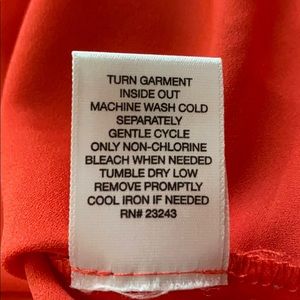 TURN GARMENT
INSIDE OUT
MACHINE WASH COLD
SEPARATELY
GENTLE CYCLE
ONLY NON-CHLORINE
BLEACH WHEN NEEDED
TUMBLE DRY LOW
REMOVE PROMPTLY
COOL IRON IF NEEDED
RN# 23243